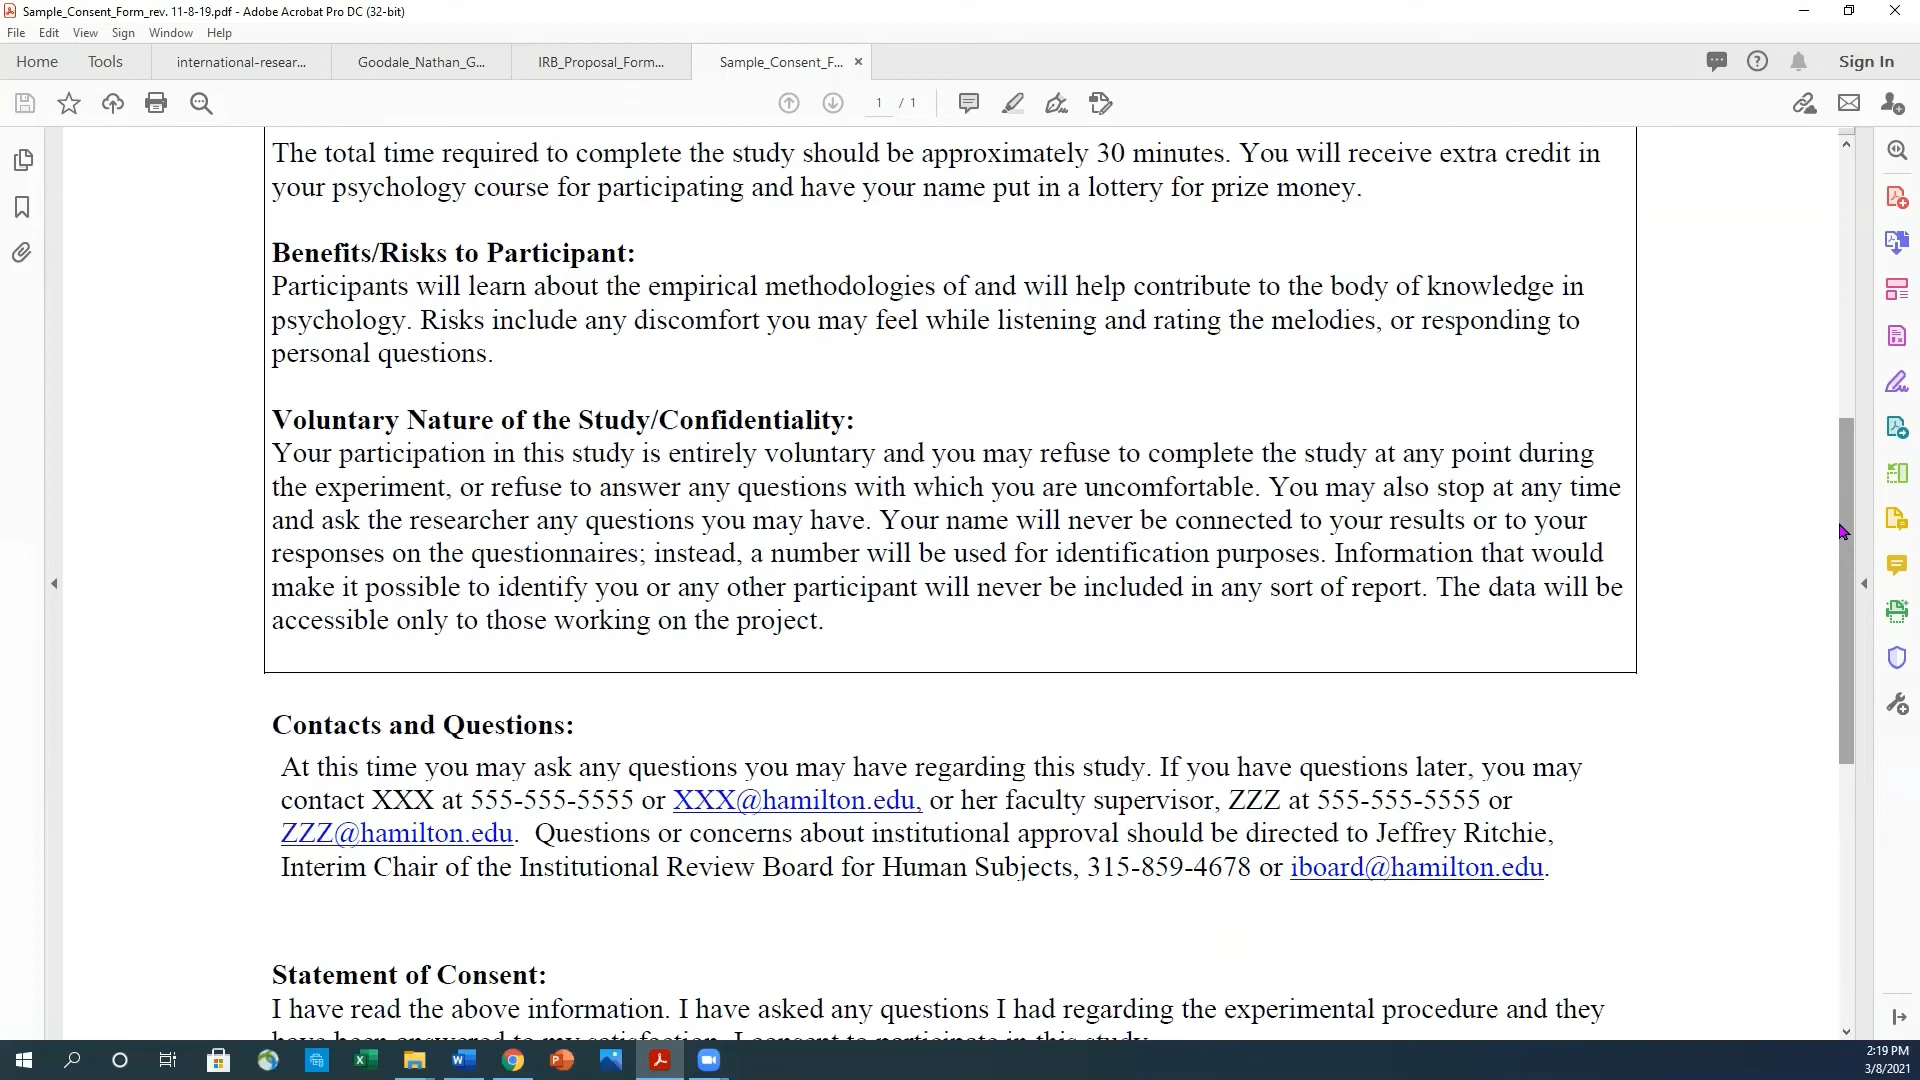 Sample_Consent_Form_rev. 11-8-19.pdf - Adobe Acrobat Pro DC (32-bit)
File Edit View Sign Window Help
Home Tools international-resear... Goodale_Nathan_G... IRB_Proposal_Form... Sample_Consent_F... × Sign In
1 / 1
The total time required to complete the study should be approximately 30 minutes. You will receive extra credit in
your psychology course for participating and have your name put in a lottery for prize money.
Benefits/Risks to Participant:
Participants will learn about the empirical methodologies of and will help contribute to the body of knowledge in
psychology. Risks include any discomfort you may feel while listening and rating the melodies, or responding to
personal questions.
Voluntary Nature of the Study/Confidentiality:
Your participation in this study is entirely voluntary and you may refuse to complete the study at any point during
the experiment, or refuse to answer any questions with which you are uncomfortable. You may also stop at any time
and ask the researcher any questions you may have. Your name will never be connected to your results or to your
responses on the questionnaires; instead, a number will be used for identification purposes. Information that would
make it possible to identify you or any other participant will never be included in any sort of report. The data will be
accessible only to those working on the project.
Contacts and Questions:
At this time you may ask any questions you may have regarding this study. If you have questions later, you may
contact XXX at 555-555-5555 or XXX@hamilton.edu, or her faculty supervisor, ZZZ at 555-555-5555 or
ZZZ@hamilton.edu. Questions or concerns about institutional approval should be directed to Jeffrey Ritchie,
Interim Chair of the Institutional Review Board for Human Subjects, 315-859-4678 or iboard@hamilton.edu.
Statement of Consent:
I have read the above information. I have asked any questions I had regarding the experimental procedure and they
have been answered to my satisfaction. I consent to participate in this study.
2:19 PM
3/8/2021